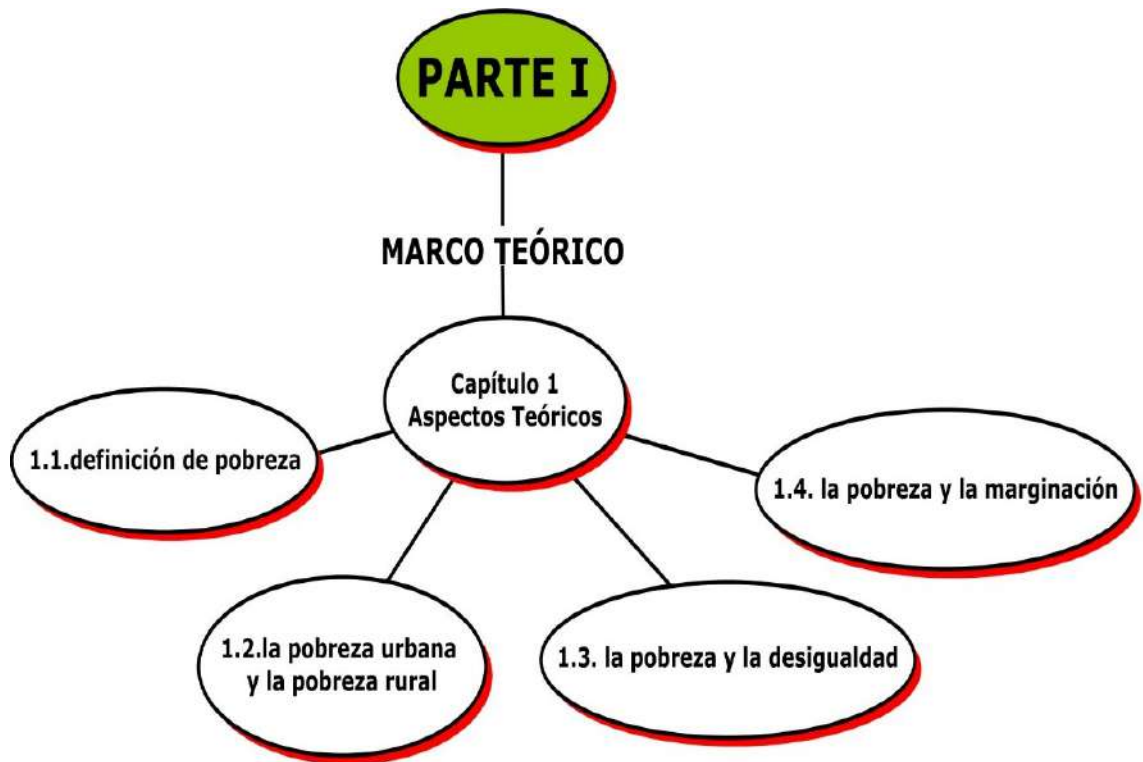 PARTE I
MARCO TEÓRICO
Capítulo 1
Aspectos Teóricos
1.1.definición de pobreza
1.2.la pobreza urbana
y la pobreza rural
1.3. la pobreza y la desigualdad
1.4. la pobreza y la marginación